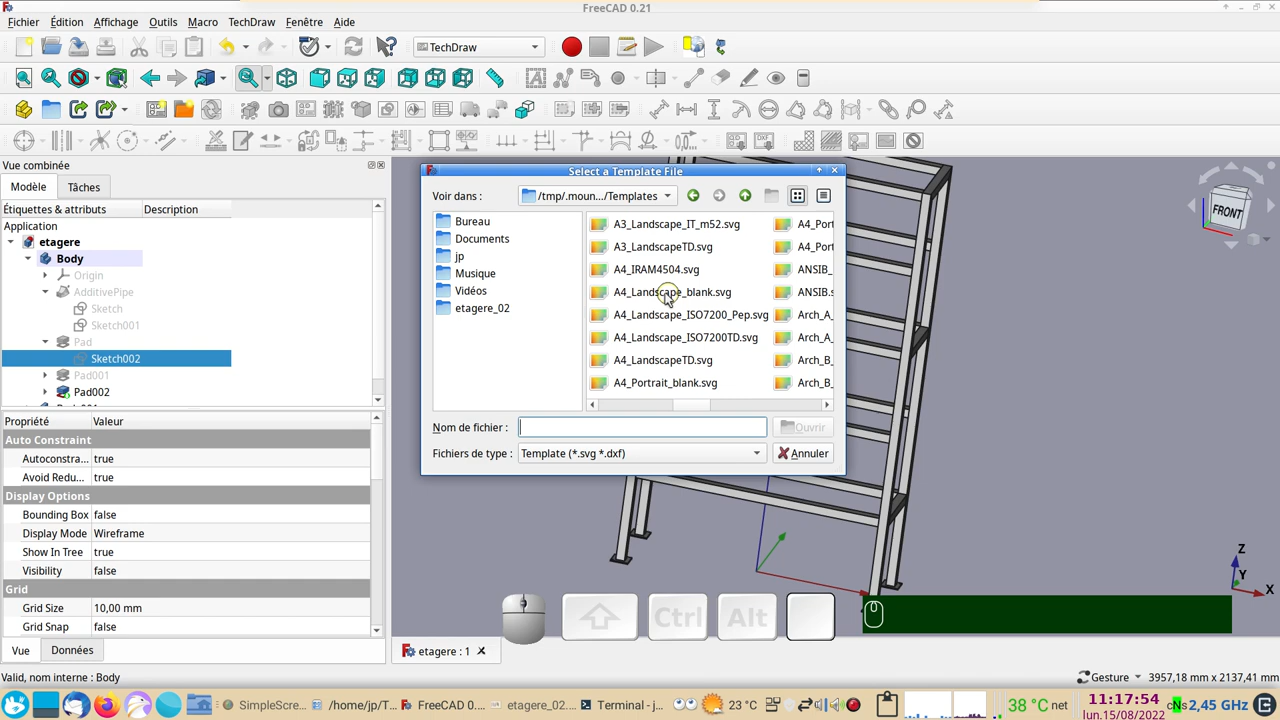 FreeCAD 0.21
Fichier Édition Outils Macro TechDraw Fenêtre Aide
TechDraw
Vue combinée
Modèle Tâches
Étiquettes & attributs Description
Application
etagere
Body
Origin
AdditivePipe
Sketch
Sketch001
Pad
Sketch002
Pad001
Pad002
Propriété Valeur
Auto Constraint
Autoconstra... true
Avoid Redu... true
Display Options
Bounding Box false
Display Mode Wireframe
Show In Tree true
Visibility false
Grid
Grid Size 10,00 mm
Grid Snap false
Vue Données
Select a Template File
Voir dans : /tmp/.moun.../Templates
Bureau
Documents
jp
Musique
Vidéos
etagere_02
A3_Landscape_IT_m52.svg A4_Port
A3_LandscapeTD.svg A4_Port
A4_IRAM4504.svg ANSIB_
A4_Landscape_blank.svg ANSIB.s
A4_Landscape_ISO7200_Pep.svg Arch_A_
A4_Landscape_ISO7200TD.svg Arch_A_
A4_LandscapeTD.svg Arch_B_
A4_Portrait_blank.svg Arch_B_
Nom de fichier : Ouvrir
Fichiers de type : Template (*.svg *.dxf) Annuler
FRONT
Z
Y
X
Ctrl Alt
etagere : 1
Valid, nom interne : Body Gesture 3957,18 mm x 2137,41 mm
SimpleScre... /home/jp/T... FreeCAD 0.... etagere_02... Terminal - j... 23 °C 38 °C net 11:17:54 lun.15/08/2022 2,45 GHz